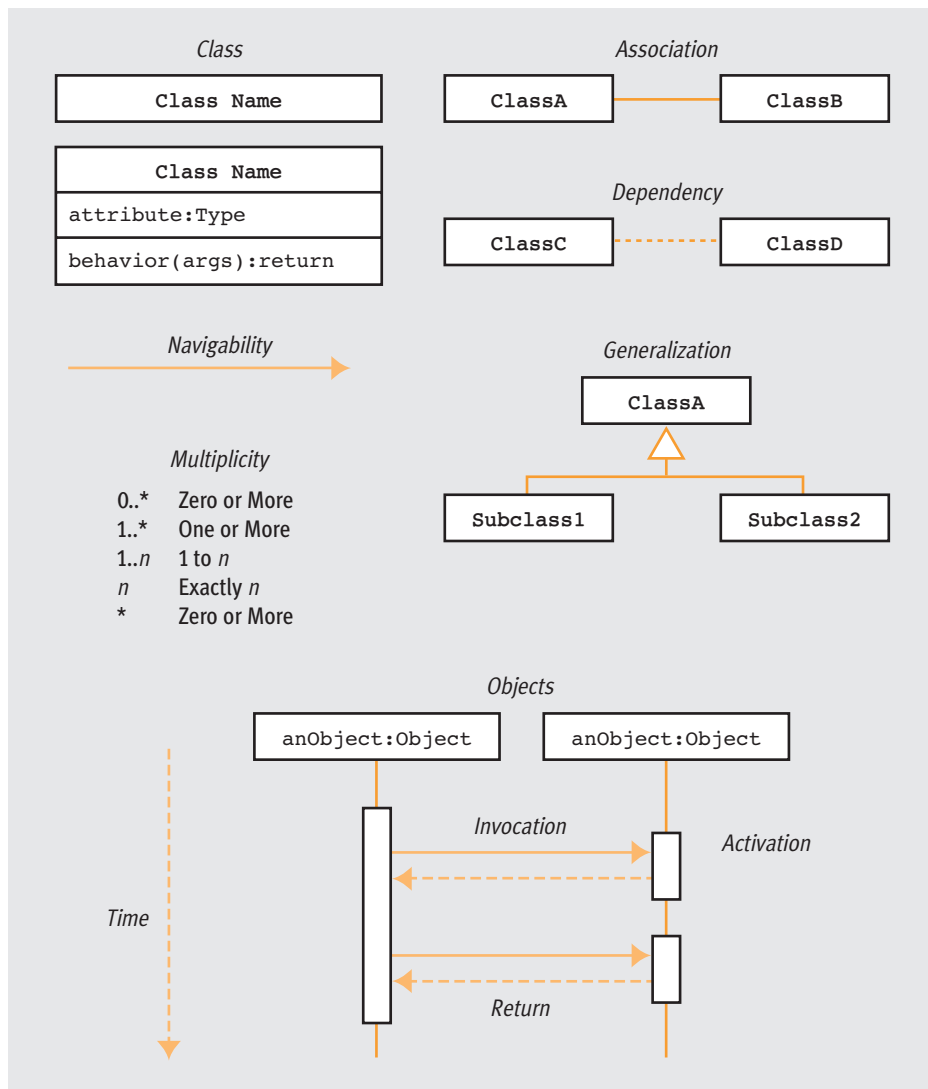 Class
Class Name
Class Name
attribute:Type
behavior(args):return
Association
ClassA
ClassB
Dependency
ClassC
ClassD
Navigability
Generalization
ClassA
Subclass1
Subclass2
Multiplicity
0..* Zero or More
1..* One or More
1..n 1 to n
n Exactly n
* Zero or More
Objects
anObject:Object
anObject:Object
Invocation
Activation
Time
Return